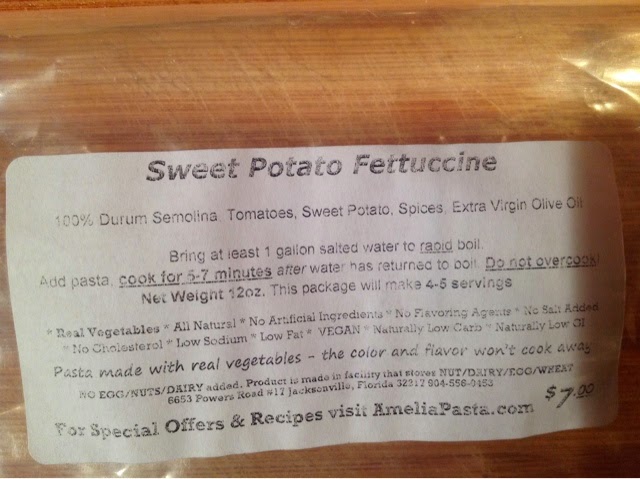 Sweet Potato Fettuccine
100% Durum Semolina, Tomatoes, Sweet Potato, Spices, Extra Virgin Olive Oil
Bring at least 1 gallon salted water to rapid boil.
Add pasta, cook for 5-7 minutes after water has returned to boil. Do not overcook!
Net Weight 12oz. This package will make 4-5 servings
* Real Vegetables * All Natural * No Artificial Ingredients * No Flavoring Agents * No Salt Added
* No Cholesterol * Low Sodium * Low Fat * VEGAN * Naturally Low Carb * Naturally Low GI
Pasta made with real vegetables - the color and flavor won't cook away
NO EGG/NUTS/DAIRY added. Product is made in facility that stores NUT/DAIRY/EGG/WHEAT
6653 Powers Road #17 Jacksonville, Florida 32217 904-556-0153
$7.00
For Special Offers & Recipes visit AmeliaPasta.com